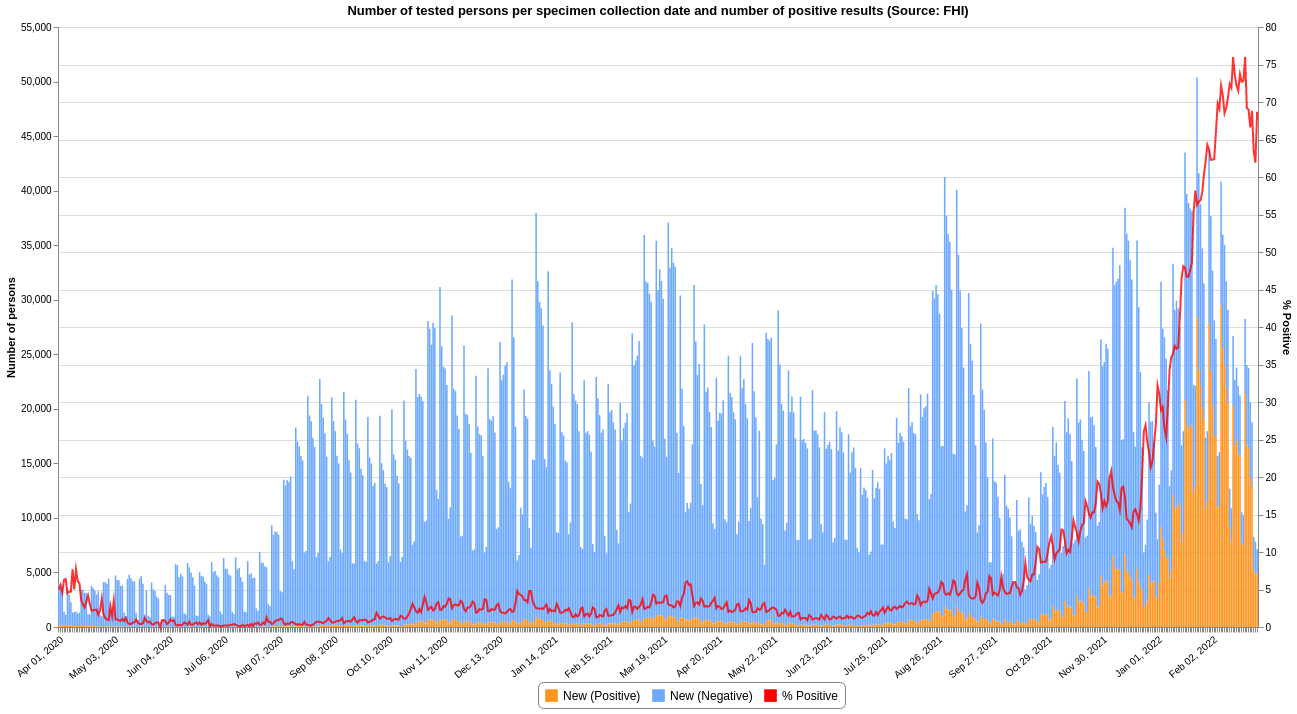 Number of tested persons per specimen collection date and number of positive results (Source: FHI)
55,000
50,000
45,000
40,000
35,000
30,000
25,000
20,000
15,000
10,000
5,000
0
Number of persons
80
75
70
65
60
55
50
45
40
35
30
25
20
15
10
5
0
% Positive
Apr 01, 2020
May 03, 2020
Jun 04, 2020
Jul 06, 2020
Aug 07, 2020
Sep 08, 2020
Oct 10, 2020
Nov 11, 2020
Dec 13, 2020
Jan 14, 2021
Feb 15, 2021
Mar 19, 2021
Apr 20, 2021
May 22, 2021
Jun 23, 2021
Jul 25, 2021
Aug 26, 2021
Sep 27, 2021
Oct 29, 2021
Nov 30, 2021
Jan 01, 2022
Feb 02, 2022
New (Positive) New (Negative) % Positive